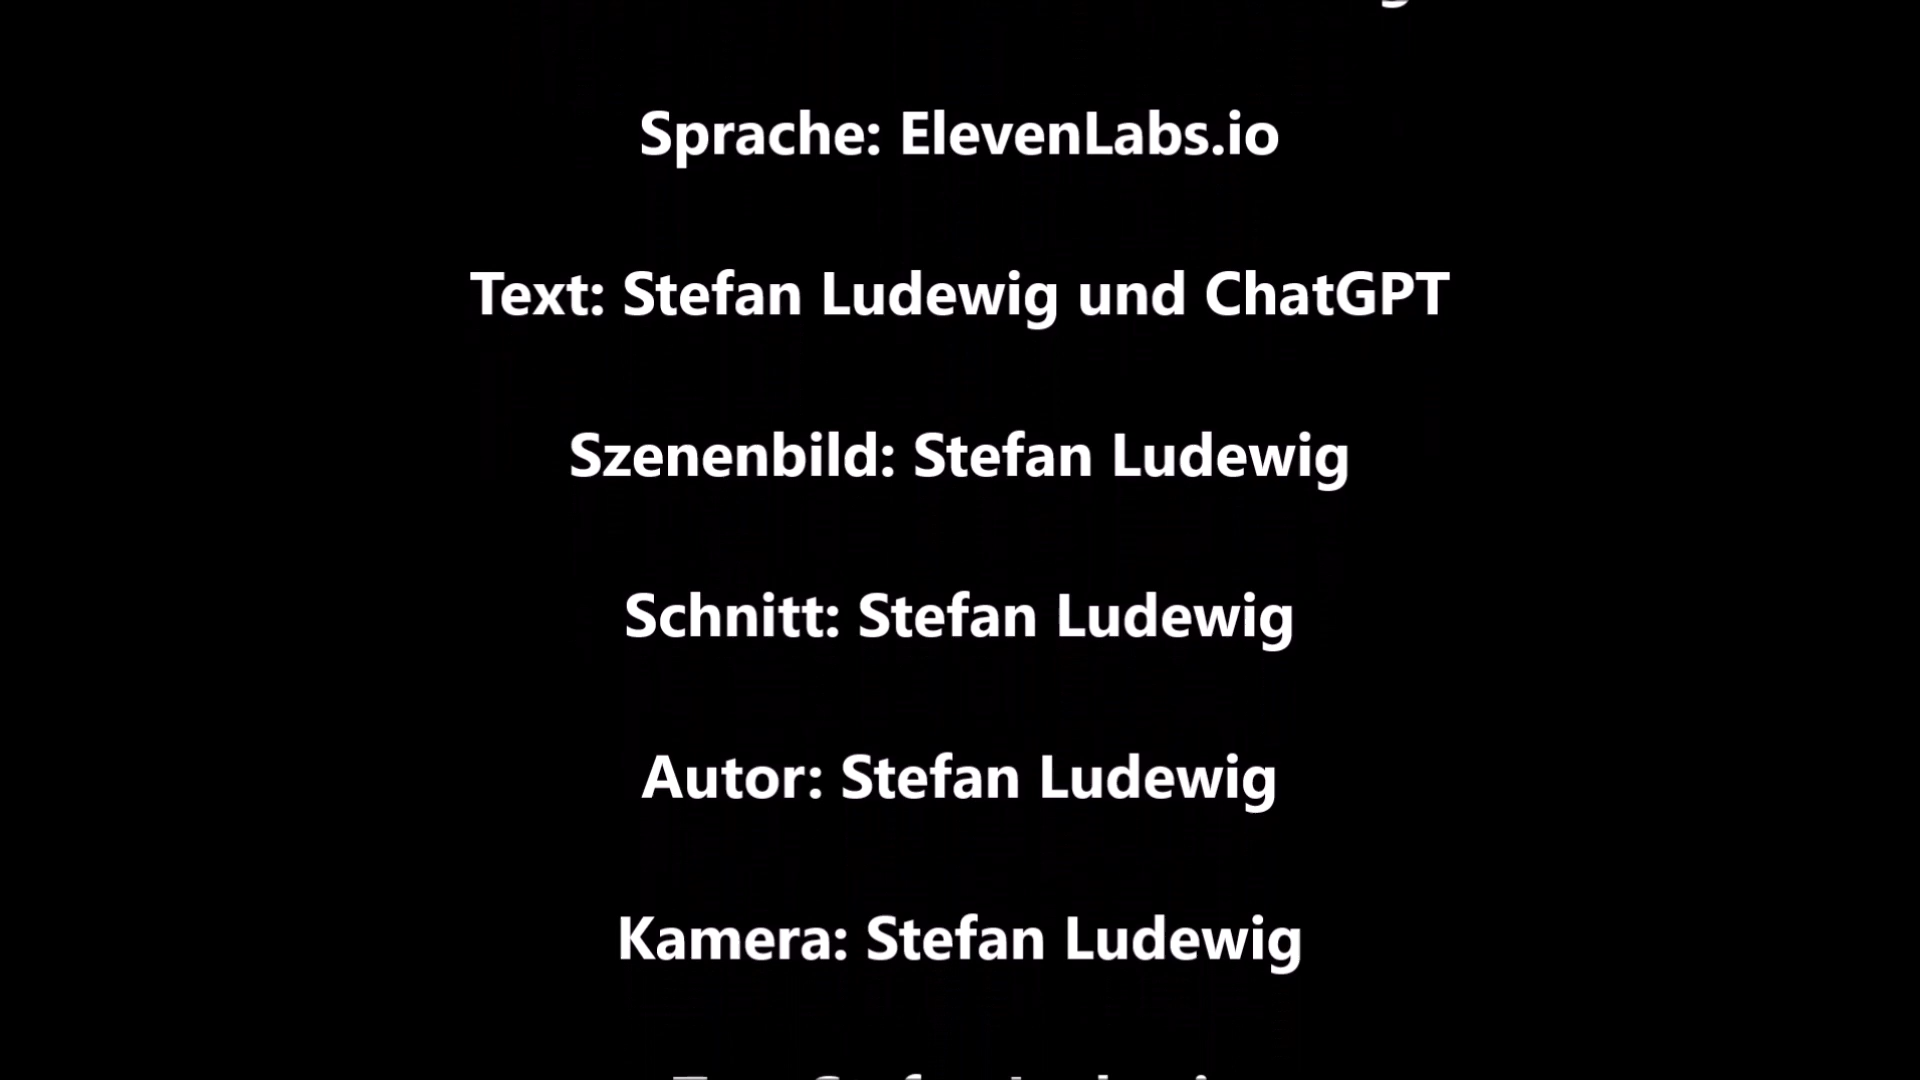 Sprache: ElevenLabs.io
Text: Stefan Ludewig und ChatGPT
Szenenbild: Stefan Ludewig
Schnitt: Stefan Ludewig
Autor: Stefan Ludewig
Kamera: Stefan Ludewig